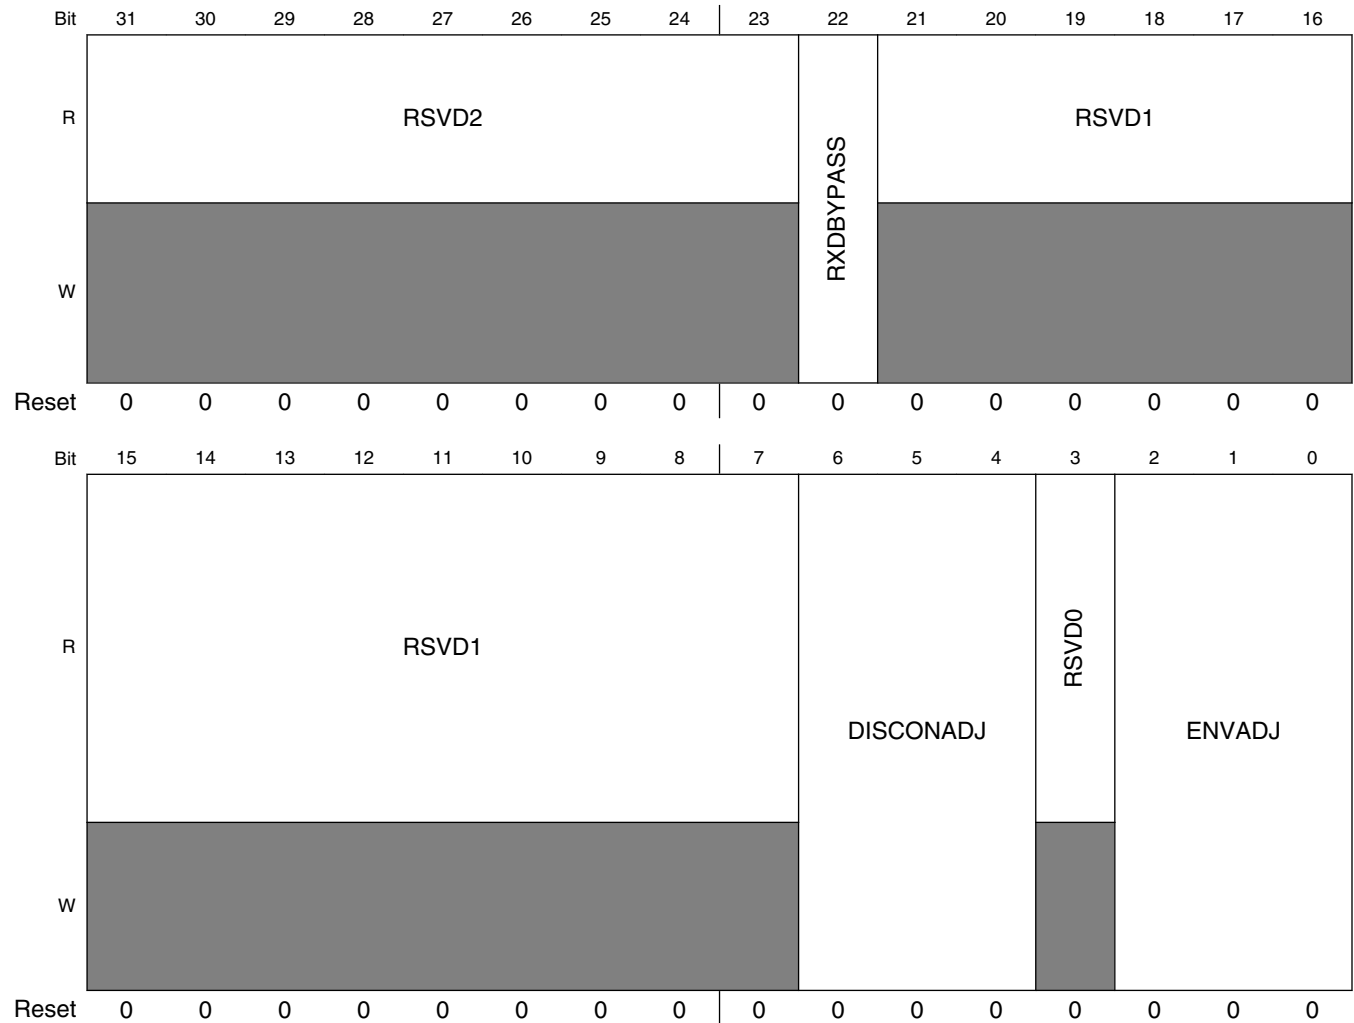 Bit 31 30 29 28 27 26 25 24 23 22 21 20 19 18 17 16
R RSVD2 RXDBYPASS RSVD1
W
Reset 0 0 0 0 0 0 0 0 0 0 0 0 0 0 0 0
Bit 15 14 13 12 11 10 9 8 7 6 5 4 3 2 1 0
R RSVD1 DISCONADJ RSVD0 ENVADJ
W
Reset 0 0 0 0 0 0 0 0 0 0 0 0 0 0 0 0